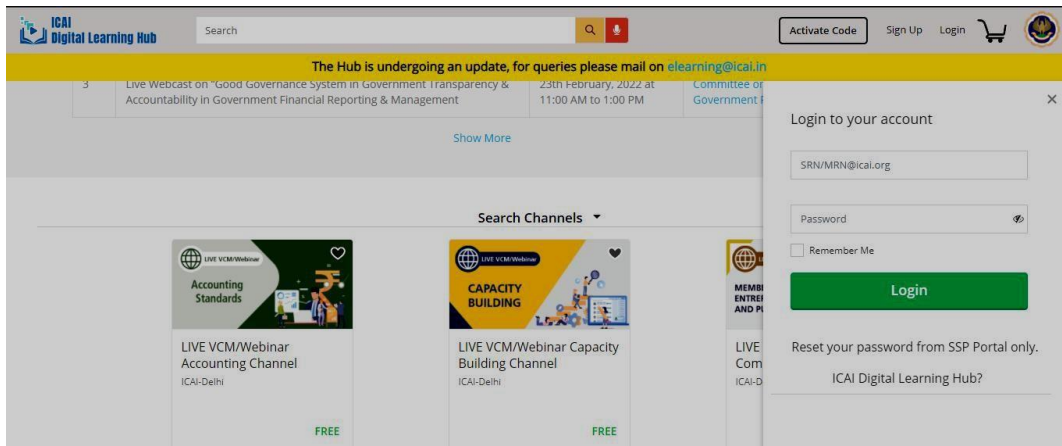 ICAI
Digital Learning Hub
Search
Activate Code
Sign Up
Login
The Hub is undergoing an update, for queries please mail on elearning@icai.in
3
Live Webcast on "Good Governance System in Government Transparency &
Accountability in Government Financial Reporting & Management
23th February, 2022 at
11:00 AM to 1:00 PM
Committee on
Government
Show More
Search Channels
LIVE VCM/Webinar
Accounting
Standards
LIVE VCM/Webinar
Accounting Channel
ICAI-Delhi
FREE
LIVE VCM/Webinar
CAPACITY
BUILDING
LIVE VCM/Webinar Capacity
Building Channel
ICAI-Delhi
FREE
MEMB
ENTRE
AND P
LIVE
Com
ICAI-D
Login to your account
SRN/MRN@icai.org
Password
Remember Me
Login
Reset your password from SSP Portal only.
ICAI Digital Learning Hub?